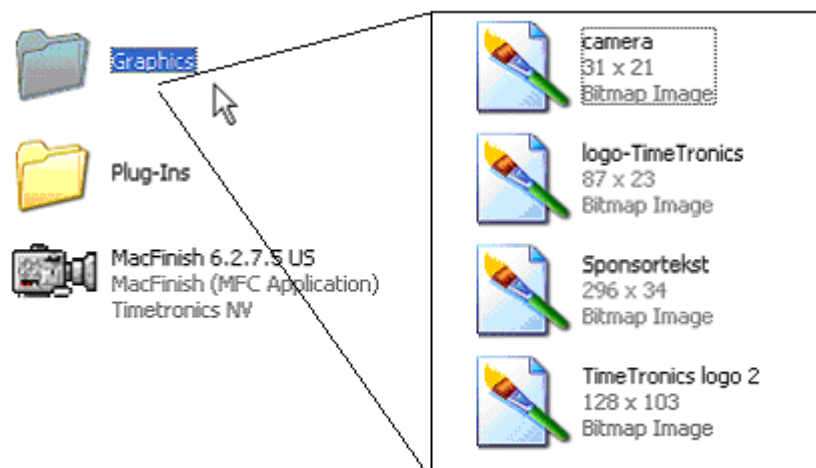 Graphics
Plug-Ins
MacFinish 6.2.7.5 US
MacFinish (MFC Application)
Timetronics NV
camera
31 x 21
Bitmap Image
logo-TimeTronics
87 x 23
Bitmap Image
Sponsortekst
296 x 34
Bitmap Image
TimeTronics logo 2
128 x 103
Bitmap Image